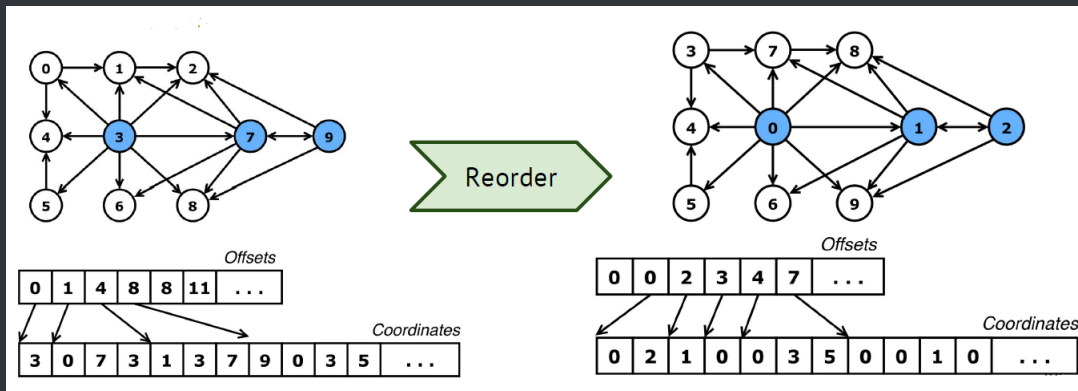 0 1 2
4 3 7 9
5 6 8
Reorder
3 7 8
4 0 1 2
5 6 9
Offsets
0 1 4 8 8 11 ...
Coordinates
3 0 7 3 1 3 7 9 0 3 5 ...
Offsets
0 0 2 3 4 7 ...
Coordinates
0 2 1 0 0 3 5 0 0 1 0 ...